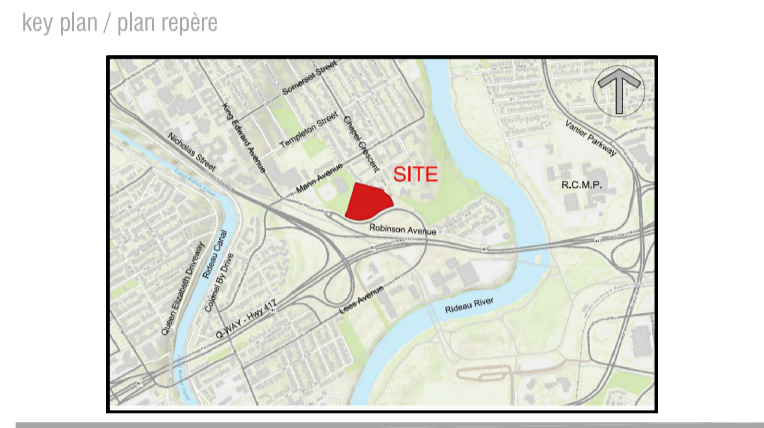 key plan / plan repère
Somerset Street
King Edward Avenue
Templeton Street
Chapel Crescent
Nicholas Street
Vanier Parkway
Mann Avenue
SITE
R.C.M.P.
Robinson Avenue
Queen Elizabeth Driveway
Rideau Canal
Colonel By Drive
Lees Avenue
Rideau River
Q-WAY - Hwy 417